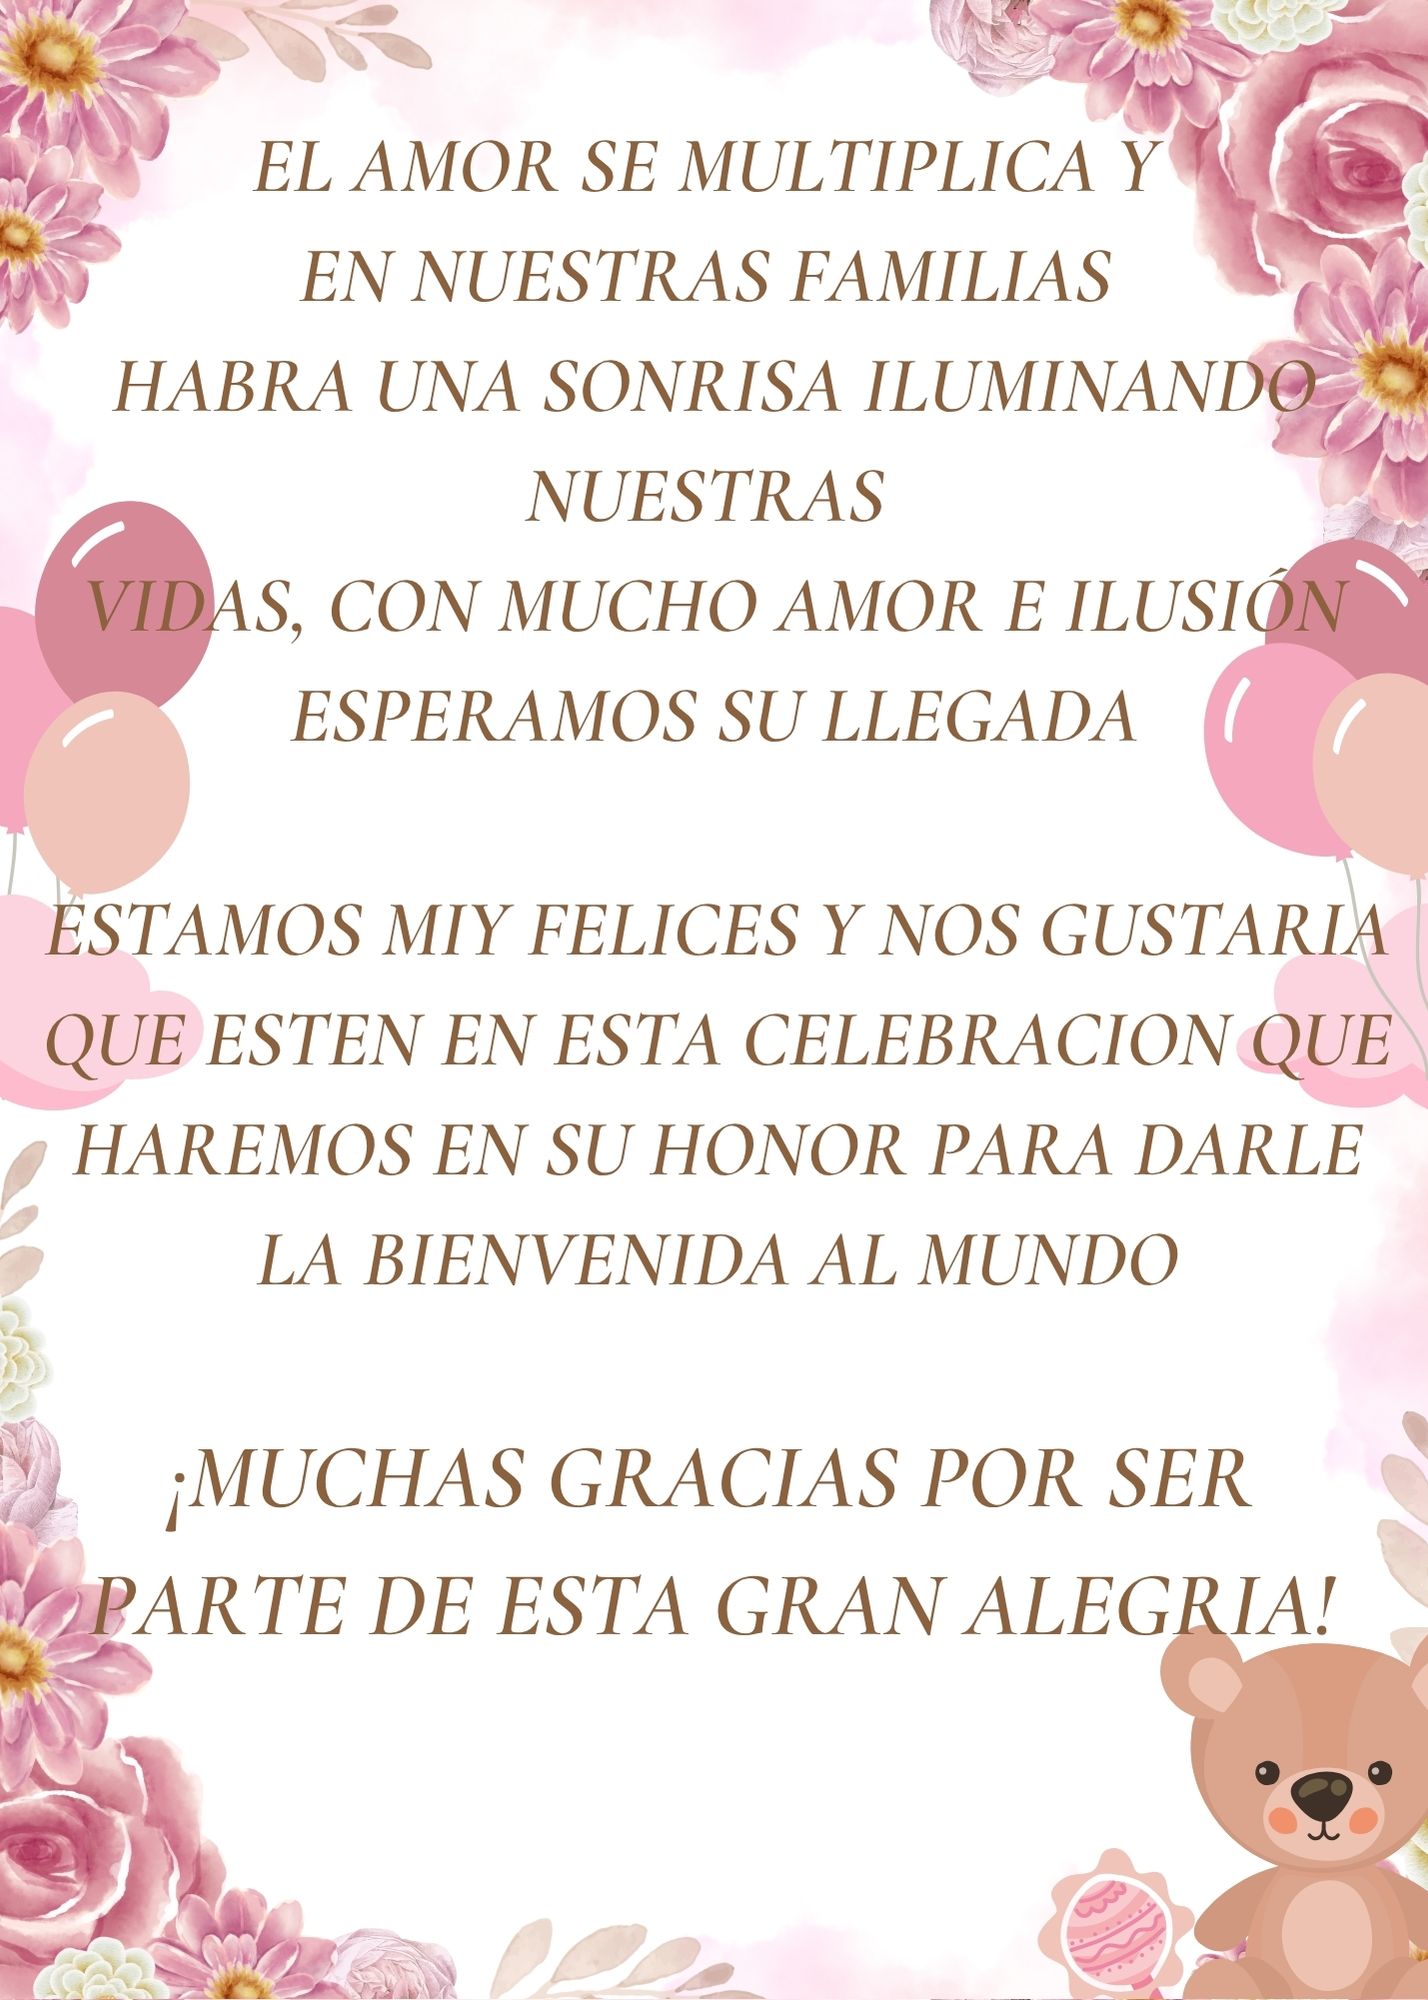 EL AMOR SE MULTIPLICA Y
EN NUESTRAS FAMILIAS
HABRA UNA SONRISA ILUMINANDO
NUESTRAS
VIDAS, CON MUCHO AMOR E ILUSIÓN
ESPERAMOS SU LLEGADA
ESTAMOS MIY FELICES Y NOS GUSTARIA
QUE ESTEN EN ESTA CELEBRACION QUE
HAREMOS EN SU HONOR PARA DARLE
LA BIENVENIDA AL MUNDO
¡MUCHAS GRACIAS POR SER
PARTE DE ESTA GRAN ALEGRIA!